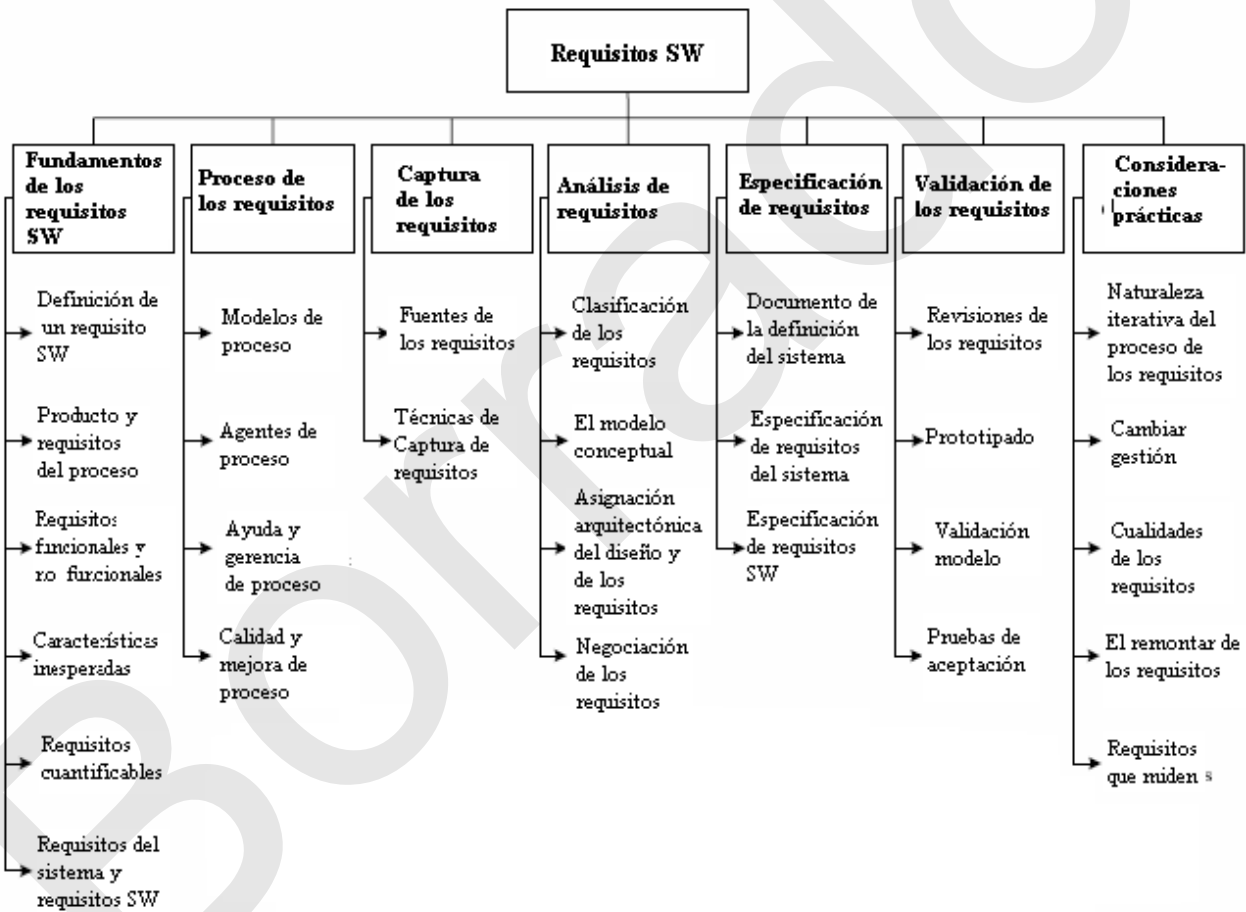 Requisitos SW
Fundamentos
de los
requisitos
SW
Definición de
un requisito
SW
Producto y
requisitos
del proceso
Requisitos
funcionales y
no funcionales
Características
inesperadas
Requisitos
cuantificables
Requisitos del
sistema y
requisitos SW
Proceso de
los requisitos
Modelos de
proceso
Agentes de
proceso
Ayuda y
gerencia
de proceso
Calidad y
mejora de
proceso
Captura
de los
requisitos
Fuentes de
los requisitos
Técnicas de
Captura de
requisitos
Análisis de
requisitos
Clasificación
de los
requisitos
El modelo
conceptual
Asignación
arquitectónica
del diseño y
de los
requisitos
Negociación
de los
requisitos
Especificación
de requisitos
Documento de
la definición
del sistema
Especificación
de requisitos
del sistema
Especificación
de requisitos
SW
Validación de
los requisitos
Revisiones de
los requisitos
Prototipado
Validación
modelo
Pruebas de
aceptación
Considera-
ciones
prácticas
Naturaleza
iterativa del
proceso de
los requisitos
Cambiar
gestión
Cualidades
de los
requisitos
El remontar de
los requisitos
Requisitos
que miden s
Borrado